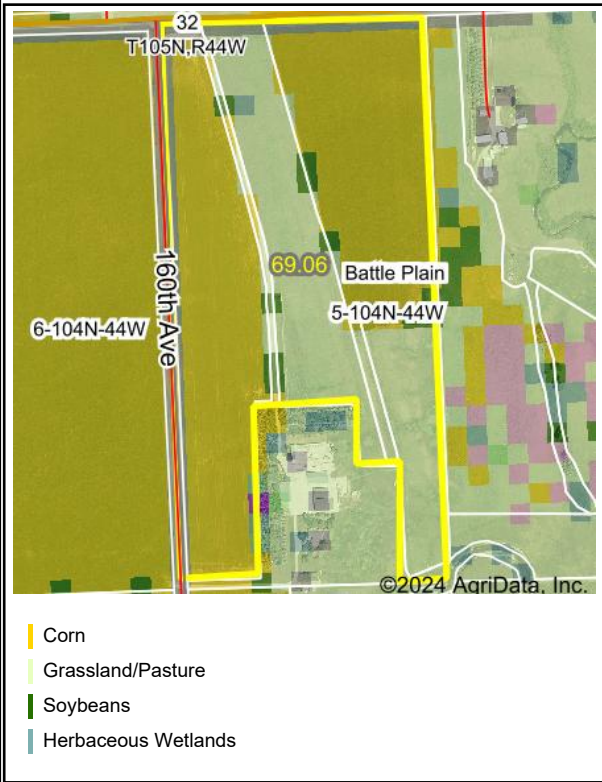 32
T105N,R44W
160th Ave
69.06
Battle Plain
5-104N-44W
6-104N-44W
©2024 AgriData, Inc.
Corn
Grassland/Pasture
Soybeans
Herbaceous Wetlands